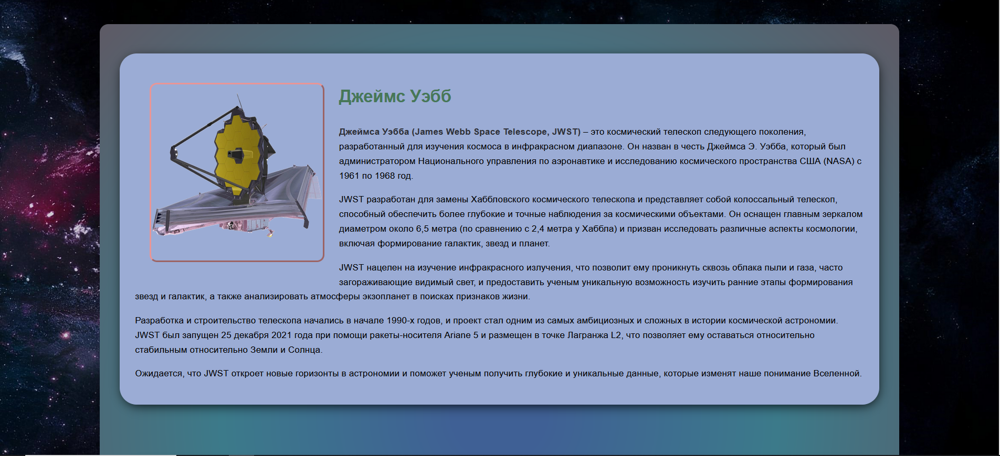 Джеймс Уэбб
Джеймса Уэбба (James Webb Space Telescope, JWST) – это космический телескоп следующего поколения,
разработанный для изучения космоса в инфракрасном диапазоне. Он назван в честь Джеймса Э. Уэбба, который был
администратором Национального управления по аэронавтике и исследованию космического пространства США (NASA) с
1961 по 1968 год.
JWST разработан для замены Хаббловского космического телескопа и представляет собой колоссальный телескоп,
способный обеспечить более глубокие и точные наблюдения за космическими объектами. Он оснащен главным зеркалом
диаметром около 6,5 метра (по сравнению с 2,4 метра у Хаббла) и призван исследовать различные аспекты космологии,
включая формирование галактик, звезд и планет.
JWST нацелен на изучение инфракрасного излучения, что позволит ему проникнуть сквозь облака пыли и газа, часто
загораживающие видимый свет, и предоставить ученым уникальную возможность изучить ранние этапы формирования
звезд и галактик, а также анализировать атмосферы экзопланет в поисках признаков жизни.
Разработка и строительство телескопа начались в начале 1990-х годов, и проект стал одним из самых амбициозных и сложных в истории космической астрономии.
JWST был запущен 25 декабря 2021 года при помощи ракеты-носителя Ariane 5 и размещен в точке Лагранжа L2, что позволяет ему оставаться относительно
стабильным относительно Земли и Солнца.
Ожидается, что JWST откроет новые горизонты в астрономии и поможет ученым получить глубокие и уникальные данные, которые изменят наше понимание Вселенной.